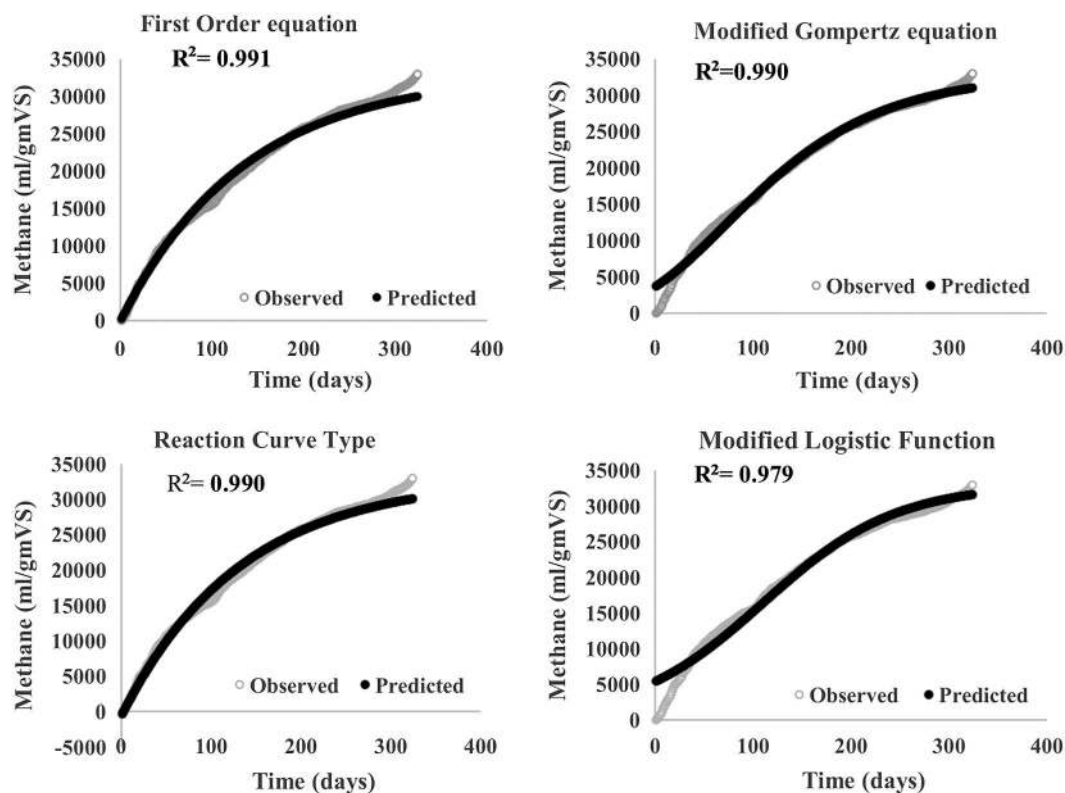 First Order equation
R²= 0.991
Methane (ml/gmVS)
35000
30000
25000
20000
15000
10000
5000
0
Observed Predicted
0 100 200 300 400
Time (days)
Modified Gompertz equation
R²=0.990
Methane (ml/gmVS)
35000
30000
25000
20000
15000
10000
5000
0
Observed Predicted
0 100 200 300 400
Time (days)
Reaction Curve Type
R²= 0.990
Methane (ml/gmVS)
35000
30000
25000
20000
15000
10000
5000
0
-5000
Observed Predicted
0 100 200 300 400
Time (days)
Modified Logistic Function
R²= 0.979
Methane (ml/gmVS)
35000
30000
25000
20000
15000
10000
5000
0
Observed Predicted
0 100 200 300 400
Time (days)